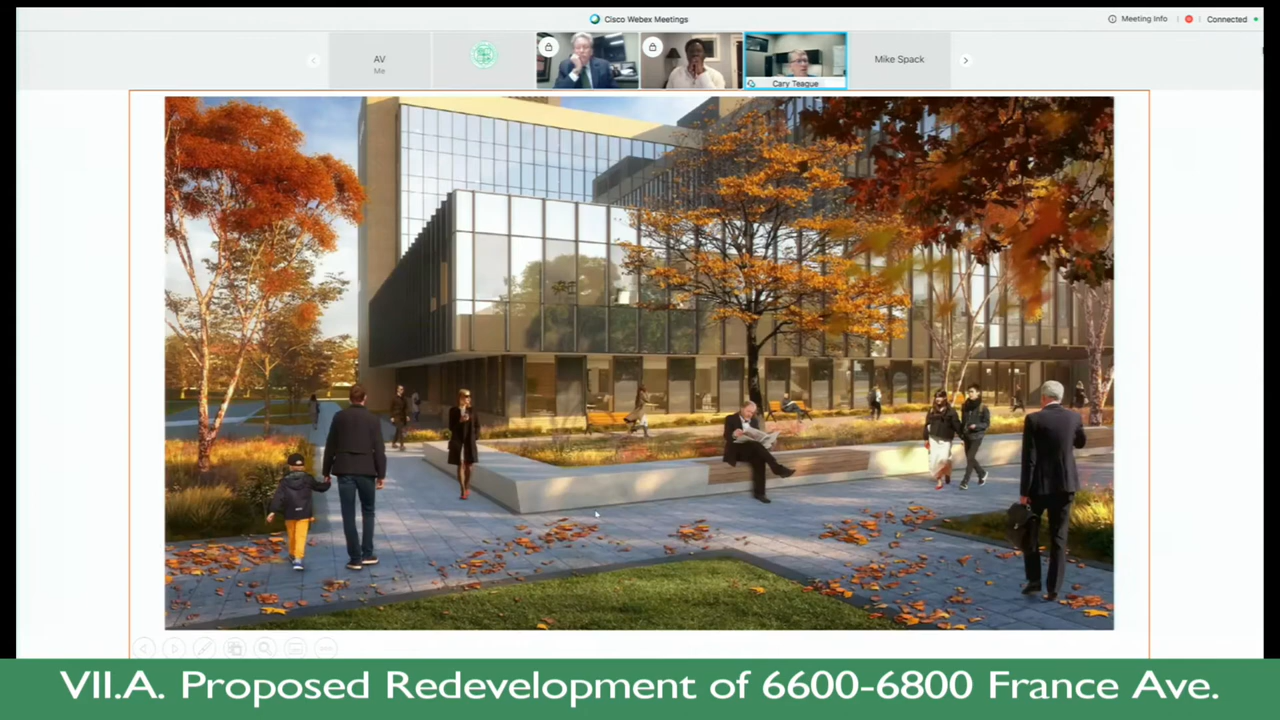 Cisco Webex Meetings
Meeting Info
Connected
AV
Me
Cary Teague
Mike Spack
VII.A. Proposed Redevelopment of 6600-6800 France Ave.